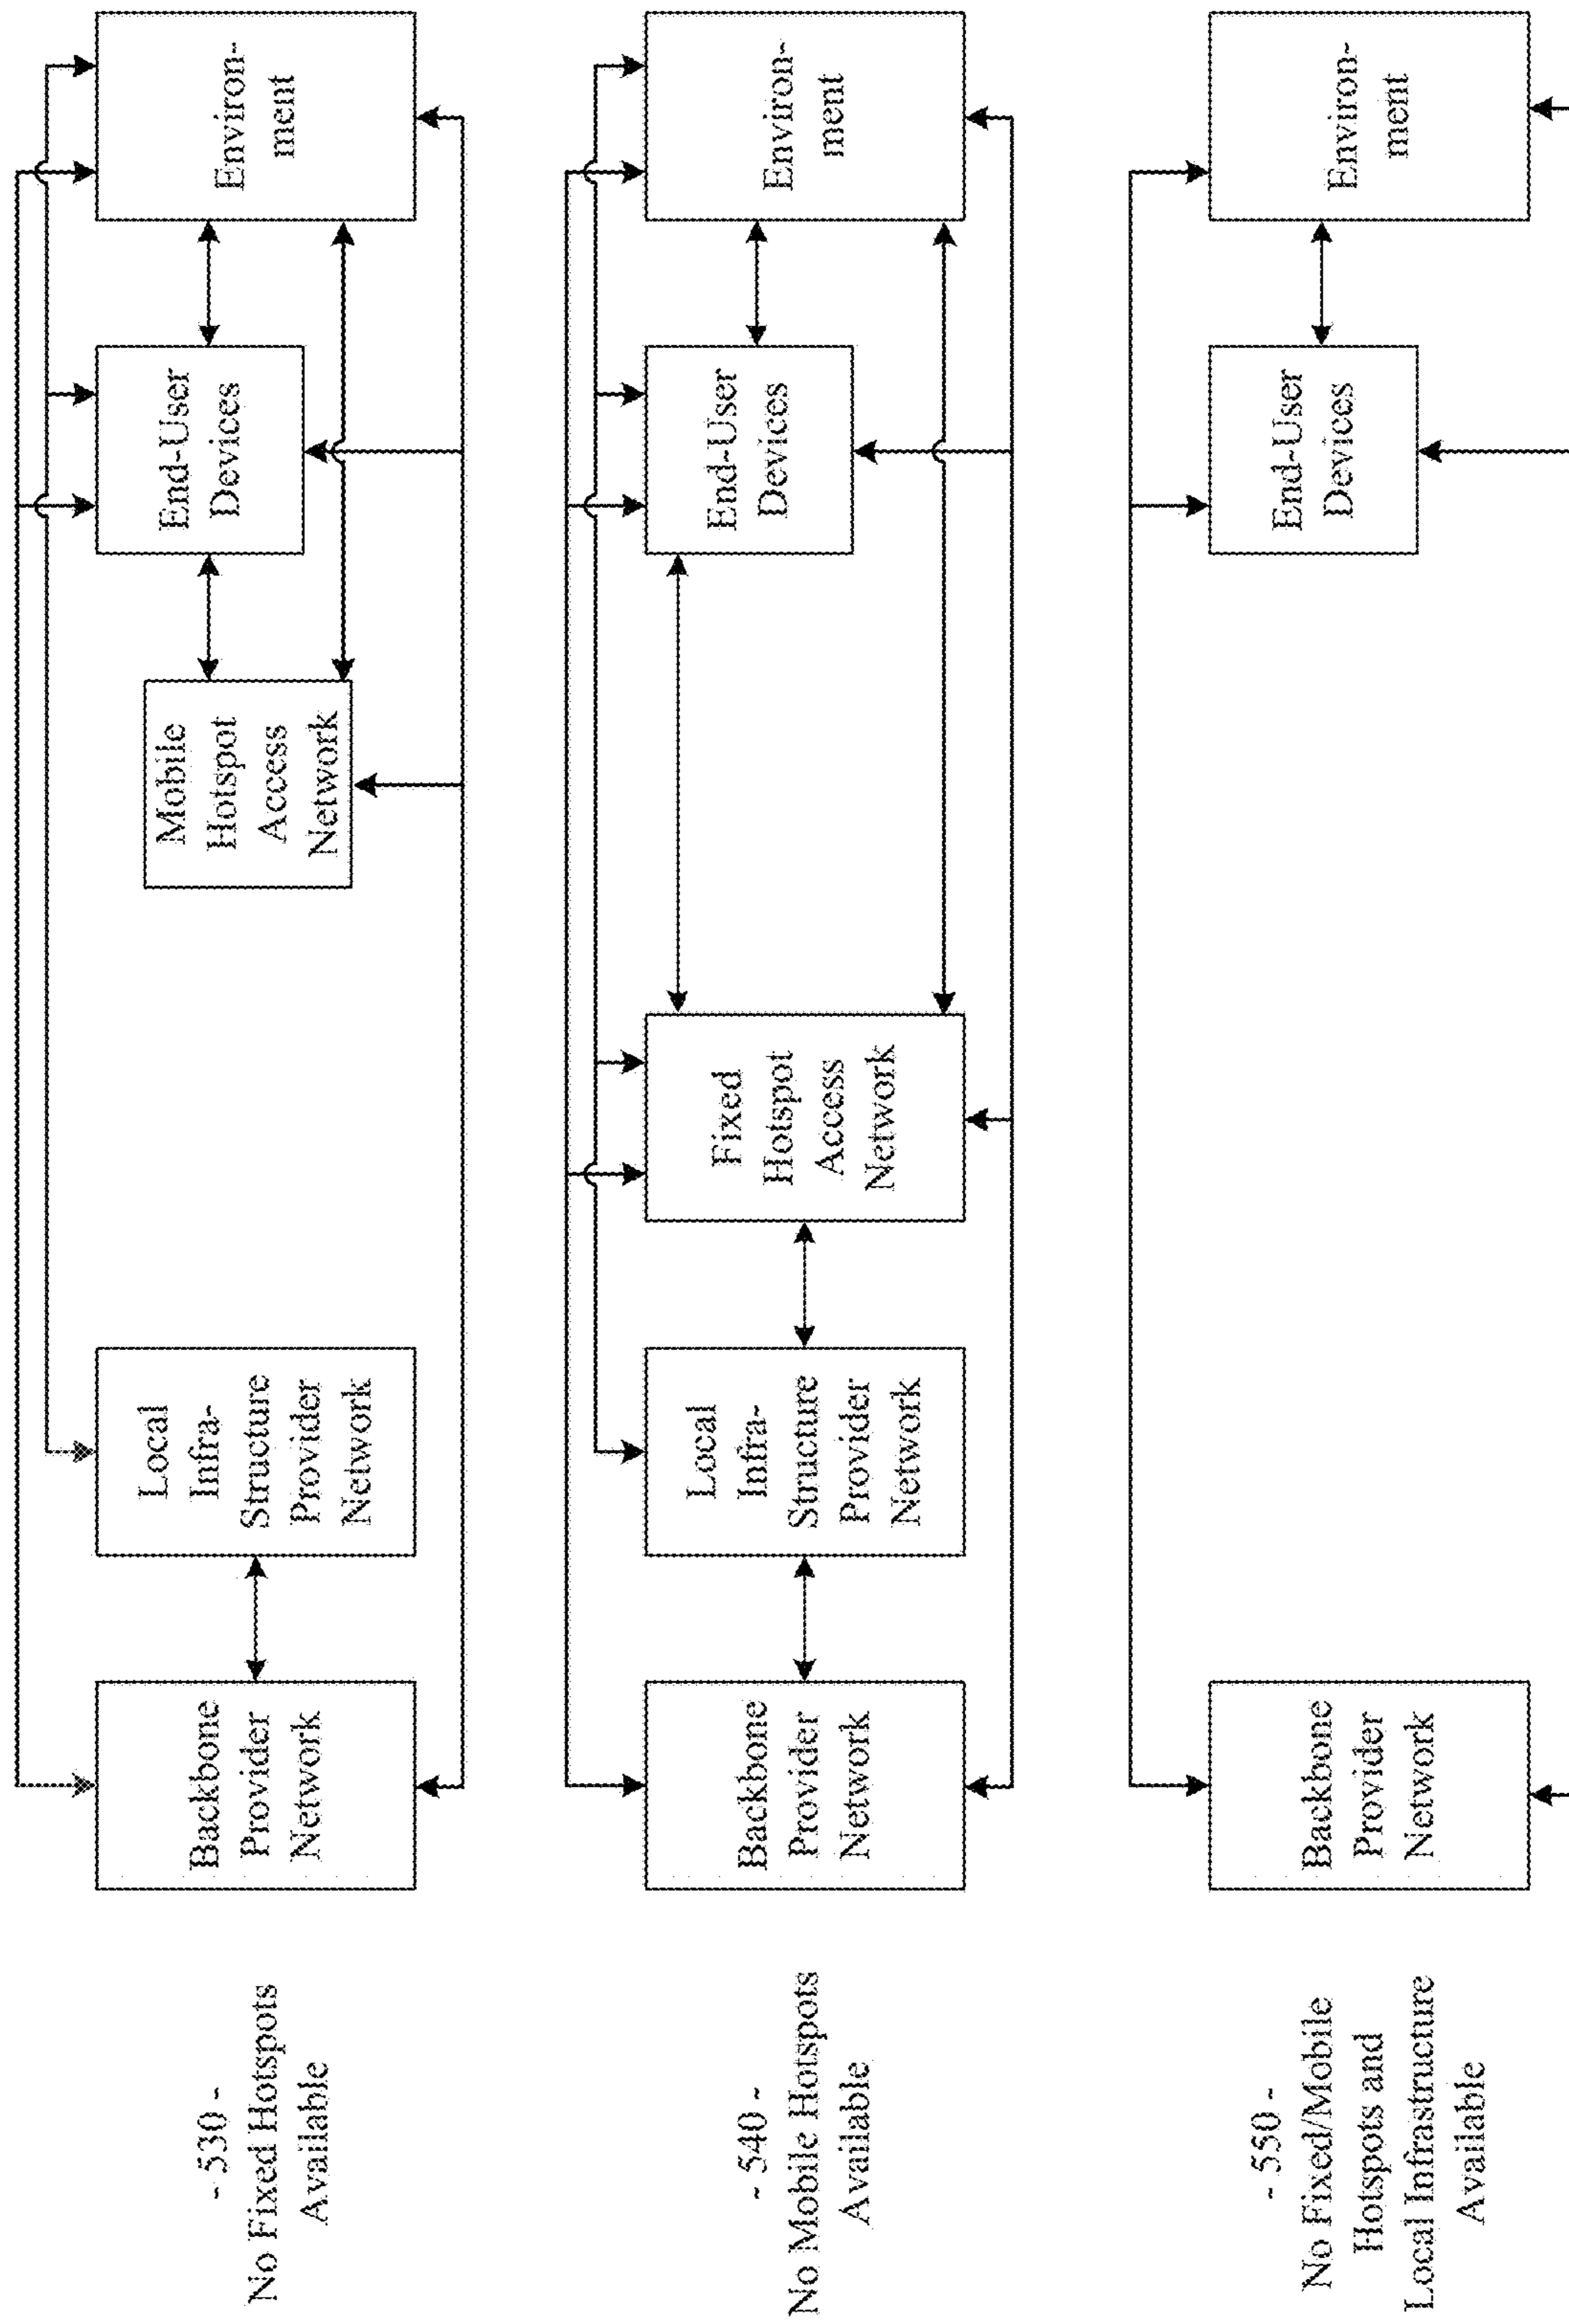 - 530 -
No Fixed Hotspots
Available
Backbone
Provider
Network
Local
Infra-
Structure
Provider
Network
Mobile
Hotspot
Access
Network
End-User
Devices
Environ-
ment
- 540 -
No Mobile Hotspots
Available
Backbone
Provider
Network
Local
Infra-
Structure
Provider
Network
Fixed
Hotspot
Access
Network
End-User
Devices
Environ-
ment
- 550 -
No Fixed/Mobile
Hotspots and
Local Infrastructure
Available
Backbone
Provider
Network
End-User
Devices
Environ-
ment